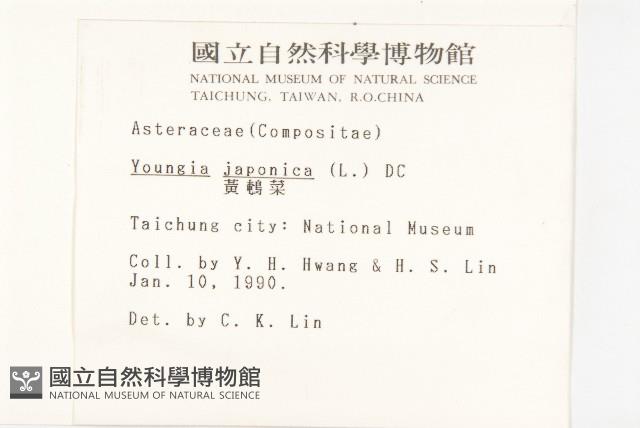 國立自然科學博物館
NATIONAL MUSEUM OF NATURAL SCIENCE
TAICHUNG, TAIWAN, R.O.CHINA
Asteraceae(Compositae)
Youngia japonica (L.) DC
黃鵪菜
Taichung city: National Museum
Coll. by Y. H. Hwang & H. S. Lin
Jan. 10, 1990.
Det. by C. K. Lin
國立自然科學博物館
NATIONAL MUSEUM OF NATURAL SCIENCE